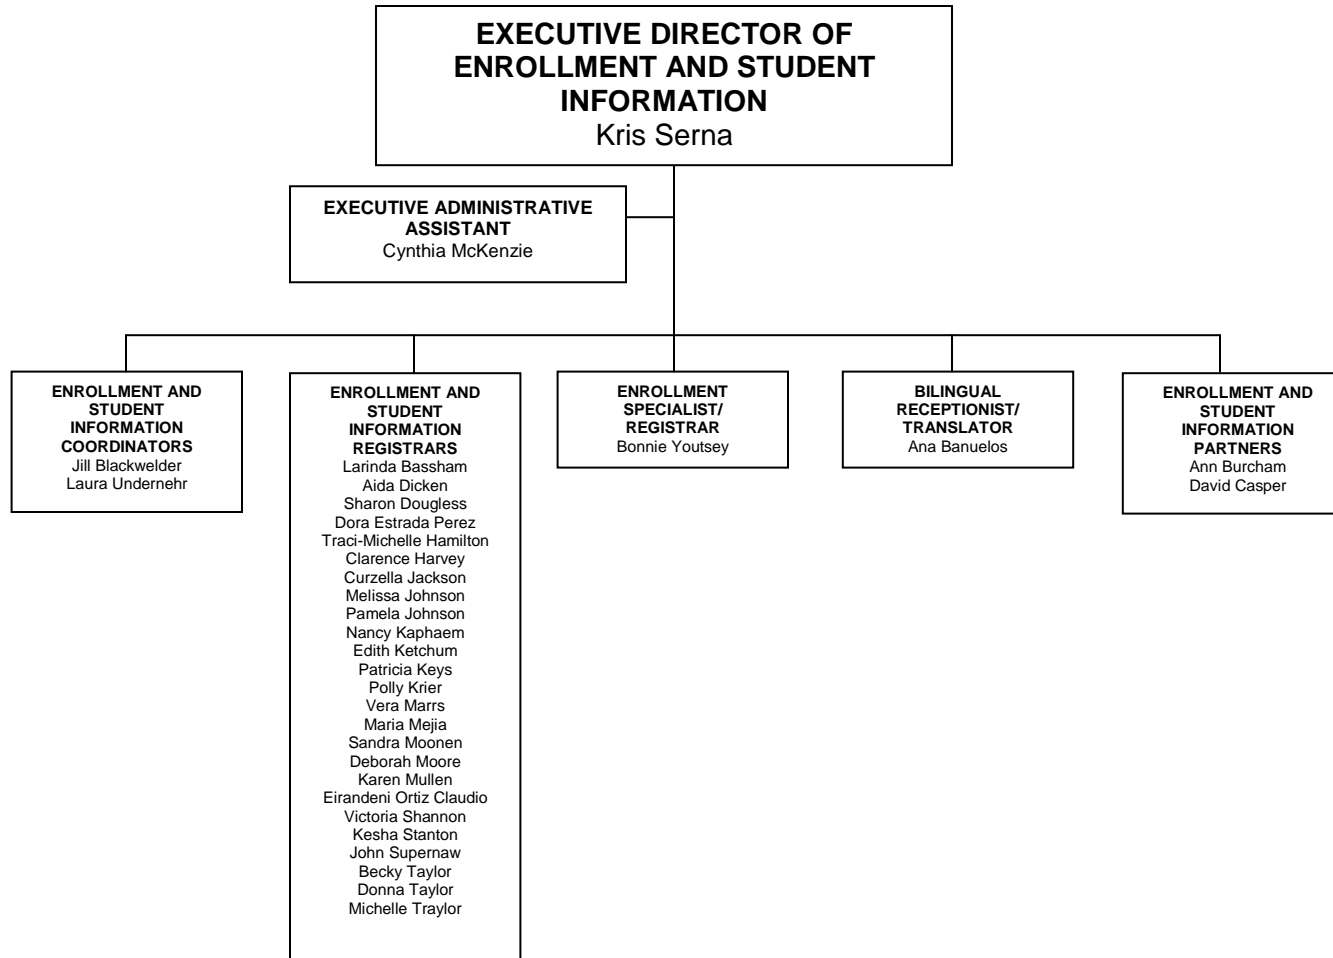 EXECUTIVE DIRECTOR OF
ENROLLMENT AND STUDENT
INFORMATION
Kris Serna
EXECUTIVE ADMINISTRATIVE
ASSISTANT
Cynthia McKenzie
ENROLLMENT AND
STUDENT
INFORMATION
COORDINATORS
Jill Blackwelder
Laura Undernehr
ENROLLMENT AND
STUDENT
INFORMATION
REGISTRARS
Larinda Bassham
Aida Dicken
Sharon Dougless
Dora Estrada Perez
Traci-Michelle Hamilton
Clarence Harvey
Curzella Jackson
Melissa Johnson
Pamela Johnson
Nancy Kaphaem
Edith Ketchum
Patricia Keys
Polly Krier
Vera Marrs
Maria Mejia
Sandra Moonen
Deborah Moore
Karen Mullen
Eirandeni Ortiz Claudio
Victoria Shannon
Kesha Stanton
John Supernaw
Becky Taylor
Donna Taylor
Michelle Traylor
ENROLLMENT
SPECIALIST/
REGISTRAR
Bonnie Youtsey
BILINGUAL
RECEPTIONIST/
TRANSLATOR
Ana Banuelos
ENROLLMENT AND
STUDENT
INFORMATION
PARTNERS
Ann Burcham
David Casper